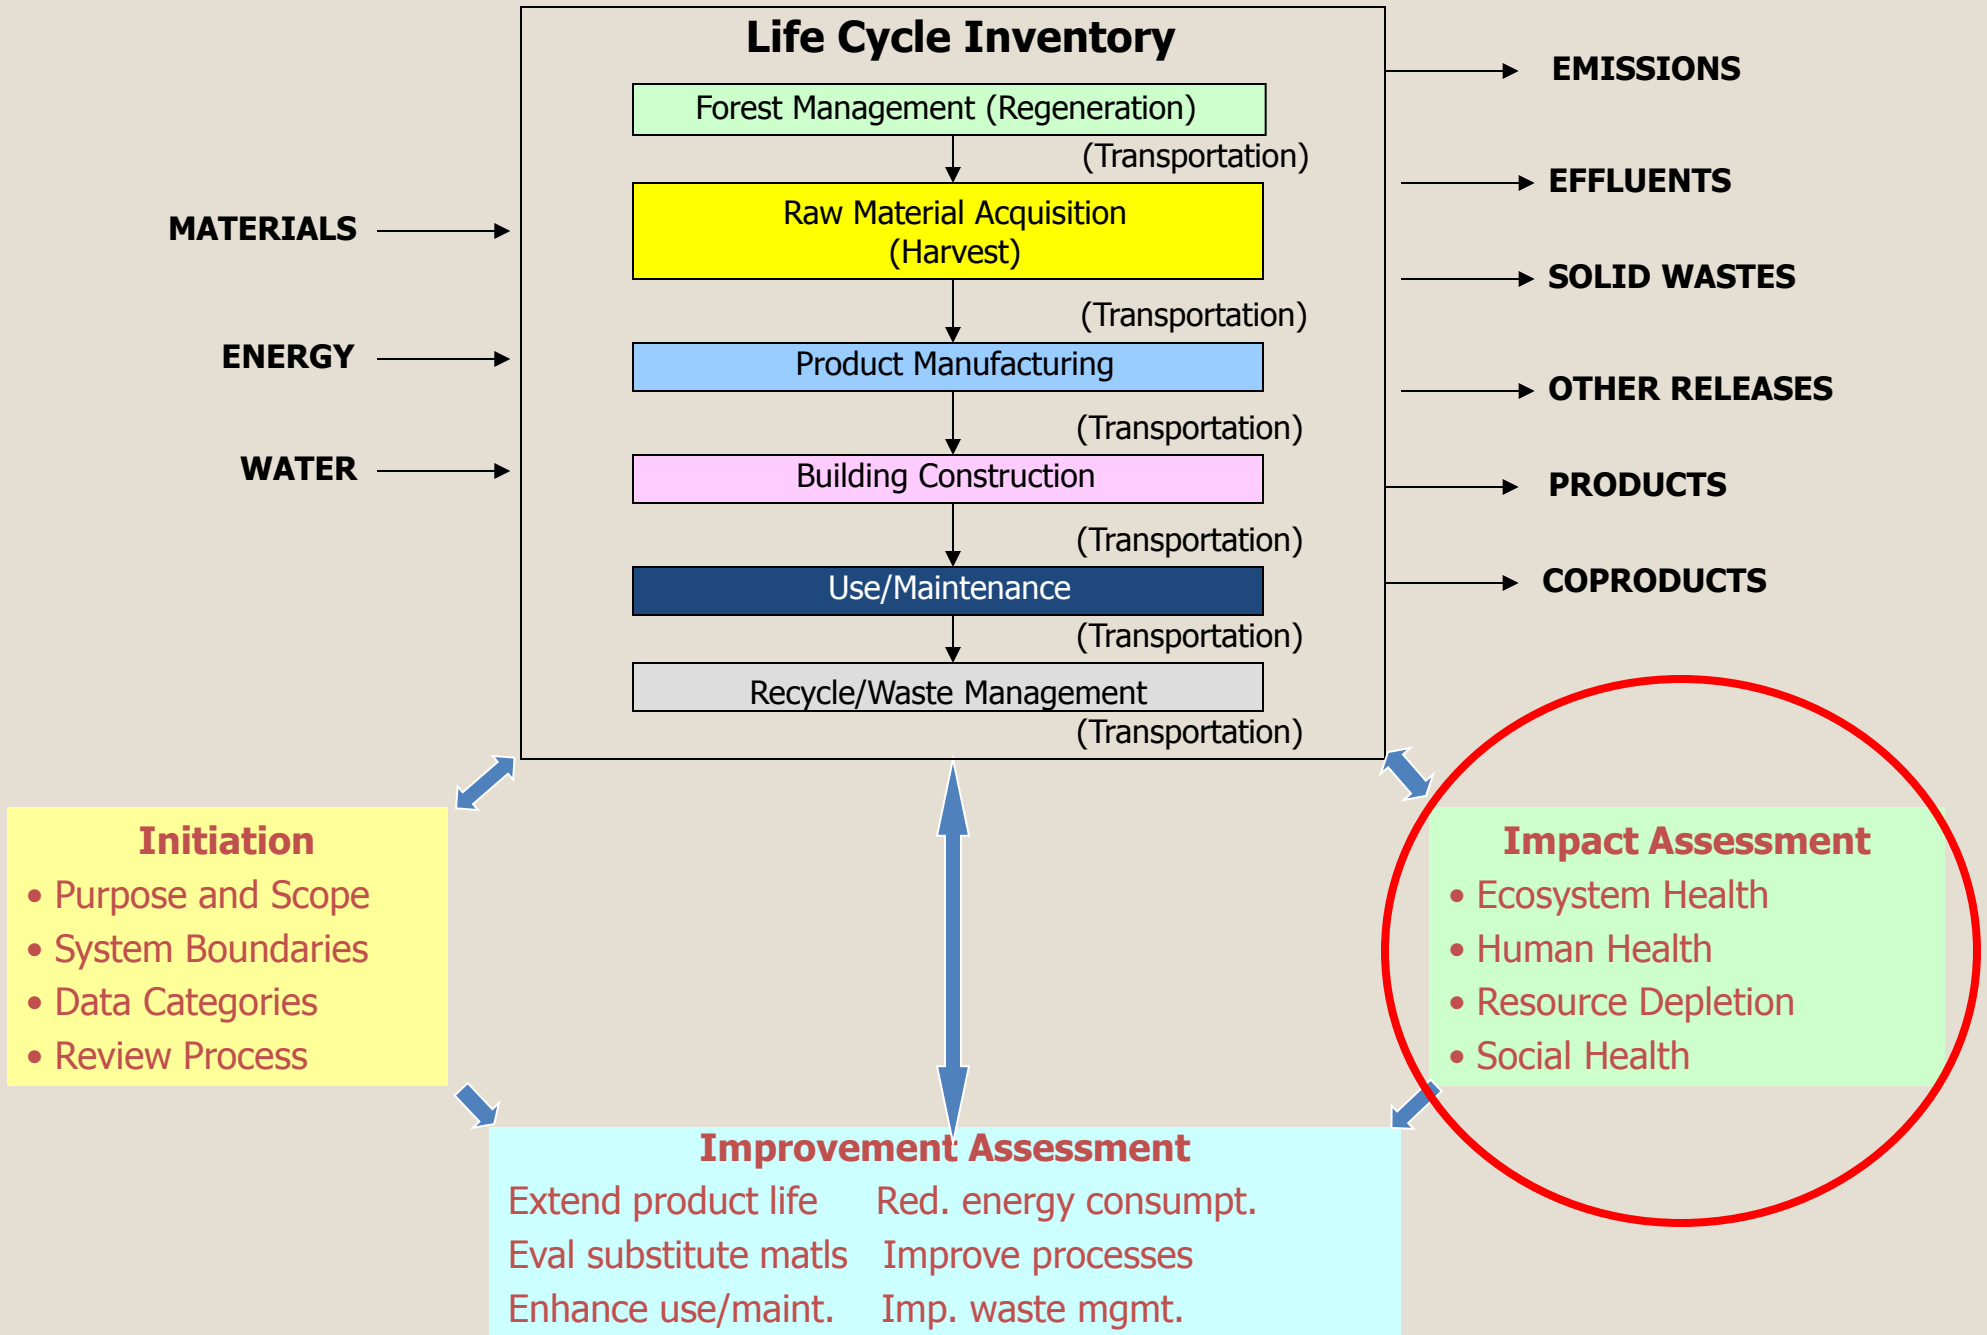 Life Cycle Inventory
Forest Management (Regeneration)
(Transportation)
Raw Material Acquisition
(Harvest)
(Transportation)
Product Manufacturing
(Transportation)
Building Construction
(Transportation)
Use/Maintenance
(Transportation)
Recycle/Waste Management
(Transportation)
MATERIALS
ENERGY
WATER
EMISSIONS
EFFLUENTS
SOLID WASTES
OTHER RELEASES
PRODUCTS
COPRODUCTS
Initiation
• Purpose and Scope
• System Boundaries
• Data Categories
• Review Process
Impact Assessment
• Ecosystem Health
• Human Health
• Resource Depletion
• Social Health
Improvement Assessment
Extend product life Red. energy consumpt.
Eval substitute matls Improve processes
Enhance use/maint. Imp. waste mgmt.